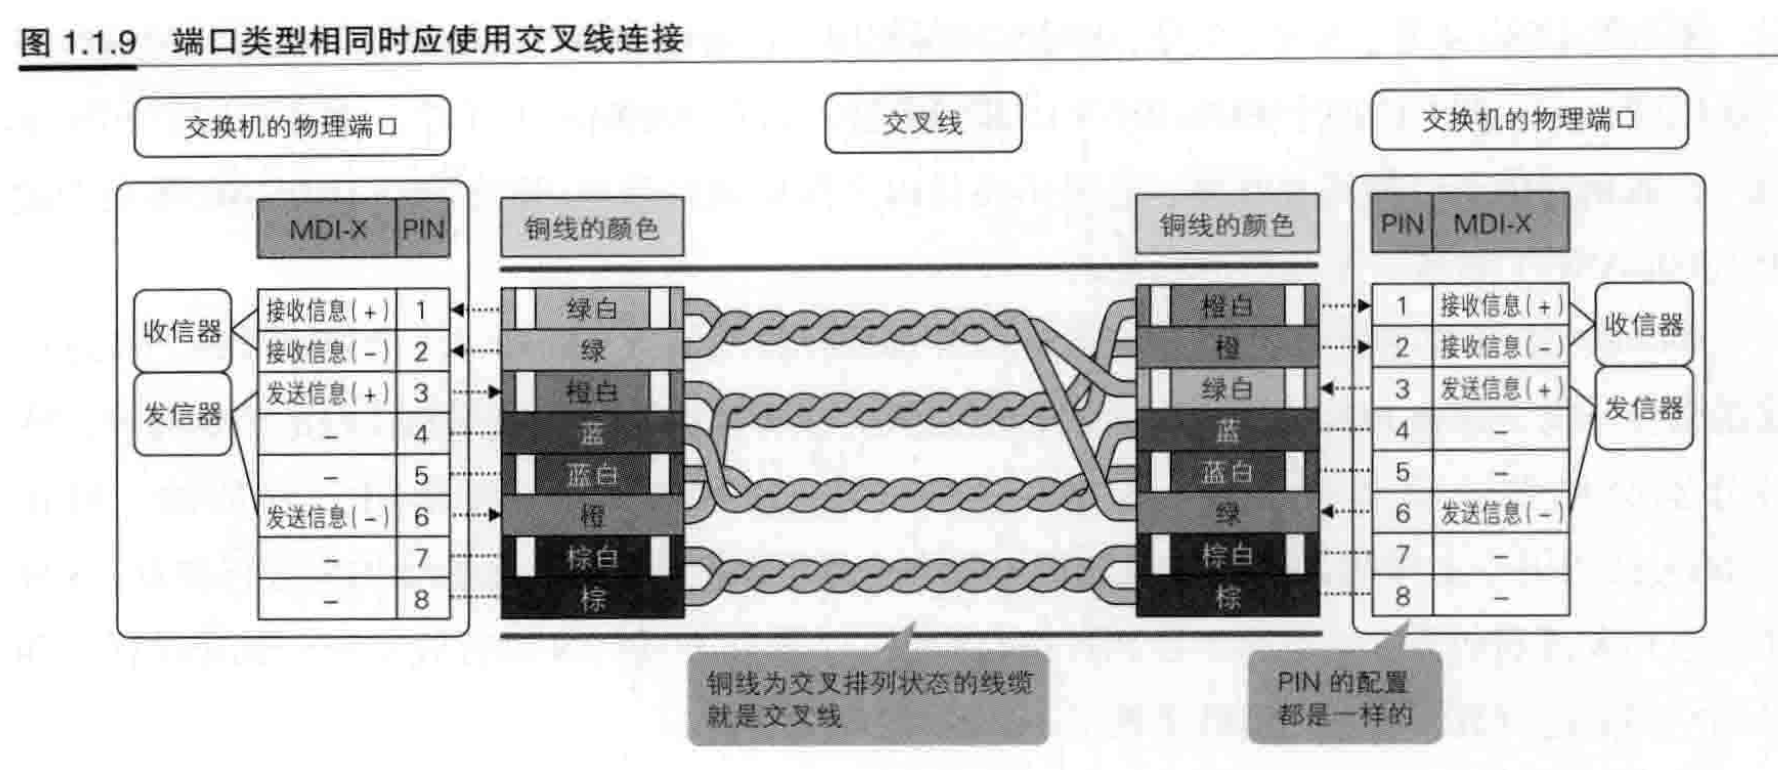 图 1.1.9 端口类型相同时应使用交叉线连接
交换机的物理端口
交叉线
交换机的物理端口
MDI-X PIN
铜线的颜色
铜线的颜色
PIN MDI-X
收信器
发信器
接收信息(+) 1
接收信息(-) 2
发送信息(+) 3
- 4
- 5
发送信息(-) 6
- 7
- 8
绿白
绿
橙白
蓝
蓝白
橙
棕白
棕
橙白
橙
绿白
蓝
蓝白
绿
棕白
棕
1 接收信息(+)
2 接收信息(-)
3 发送信息(+)
4 -
5 -
6 发送信息(-)
7 -
8 -
收信器
发信器
铜线为交叉排列状态的线缆
就是交叉线
PIN 的配置
都是一样的